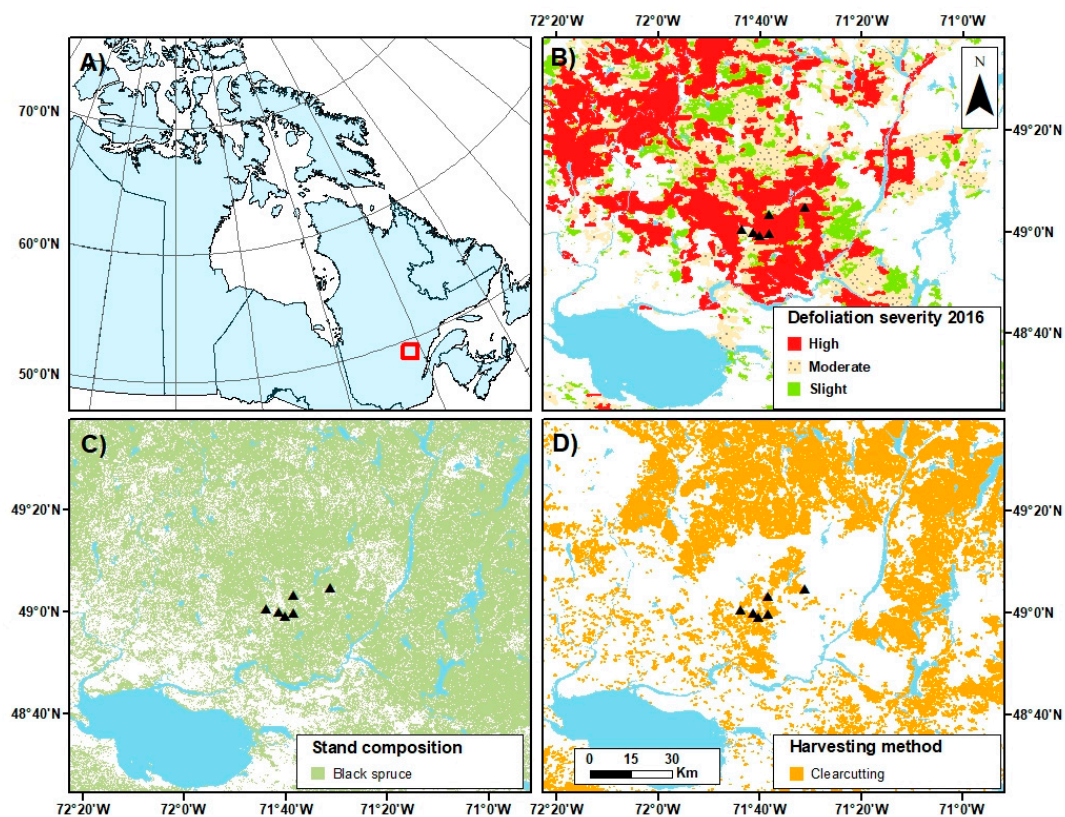 72°20'W 72°0'W 71°40'W 71°20'W 71°0'W
A)
70°0'N
60°0'N
50°0'N
B)
N
49°20'N
49°0'N
48°40'N
Defoliation severity 2016
High
Moderate
Slight
C)
49°20'N
49°0'N
48°40'N
Stand composition
Black spruce
72°20'W 72°0'W 71°40'W 71°20'W 71°0'W
D)
49°20'N
49°0'N
48°40'N
0 15 30
Km
Harvesting method
Clearcutting
72°20'W 72°0'W 71°40'W 71°20'W 71°0'W